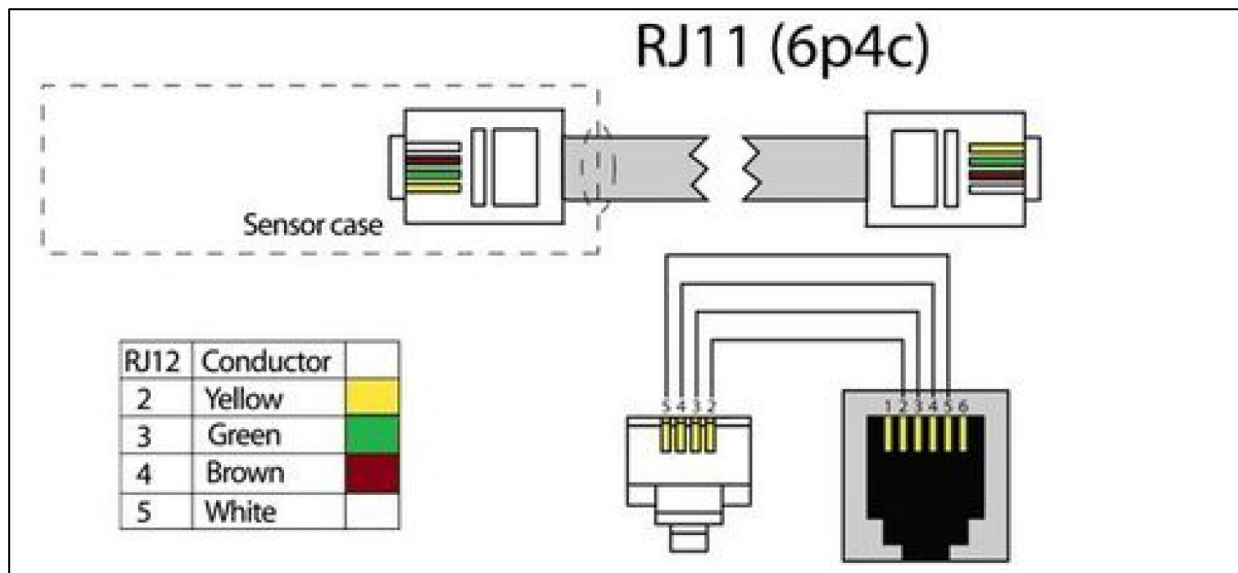 RJ11 (6p4c)
Sensor case
RJ12 Conductor
2 Yellow
3 Green
4 Brown
5 White
5 4 3 2
1 2 3 4 5 6